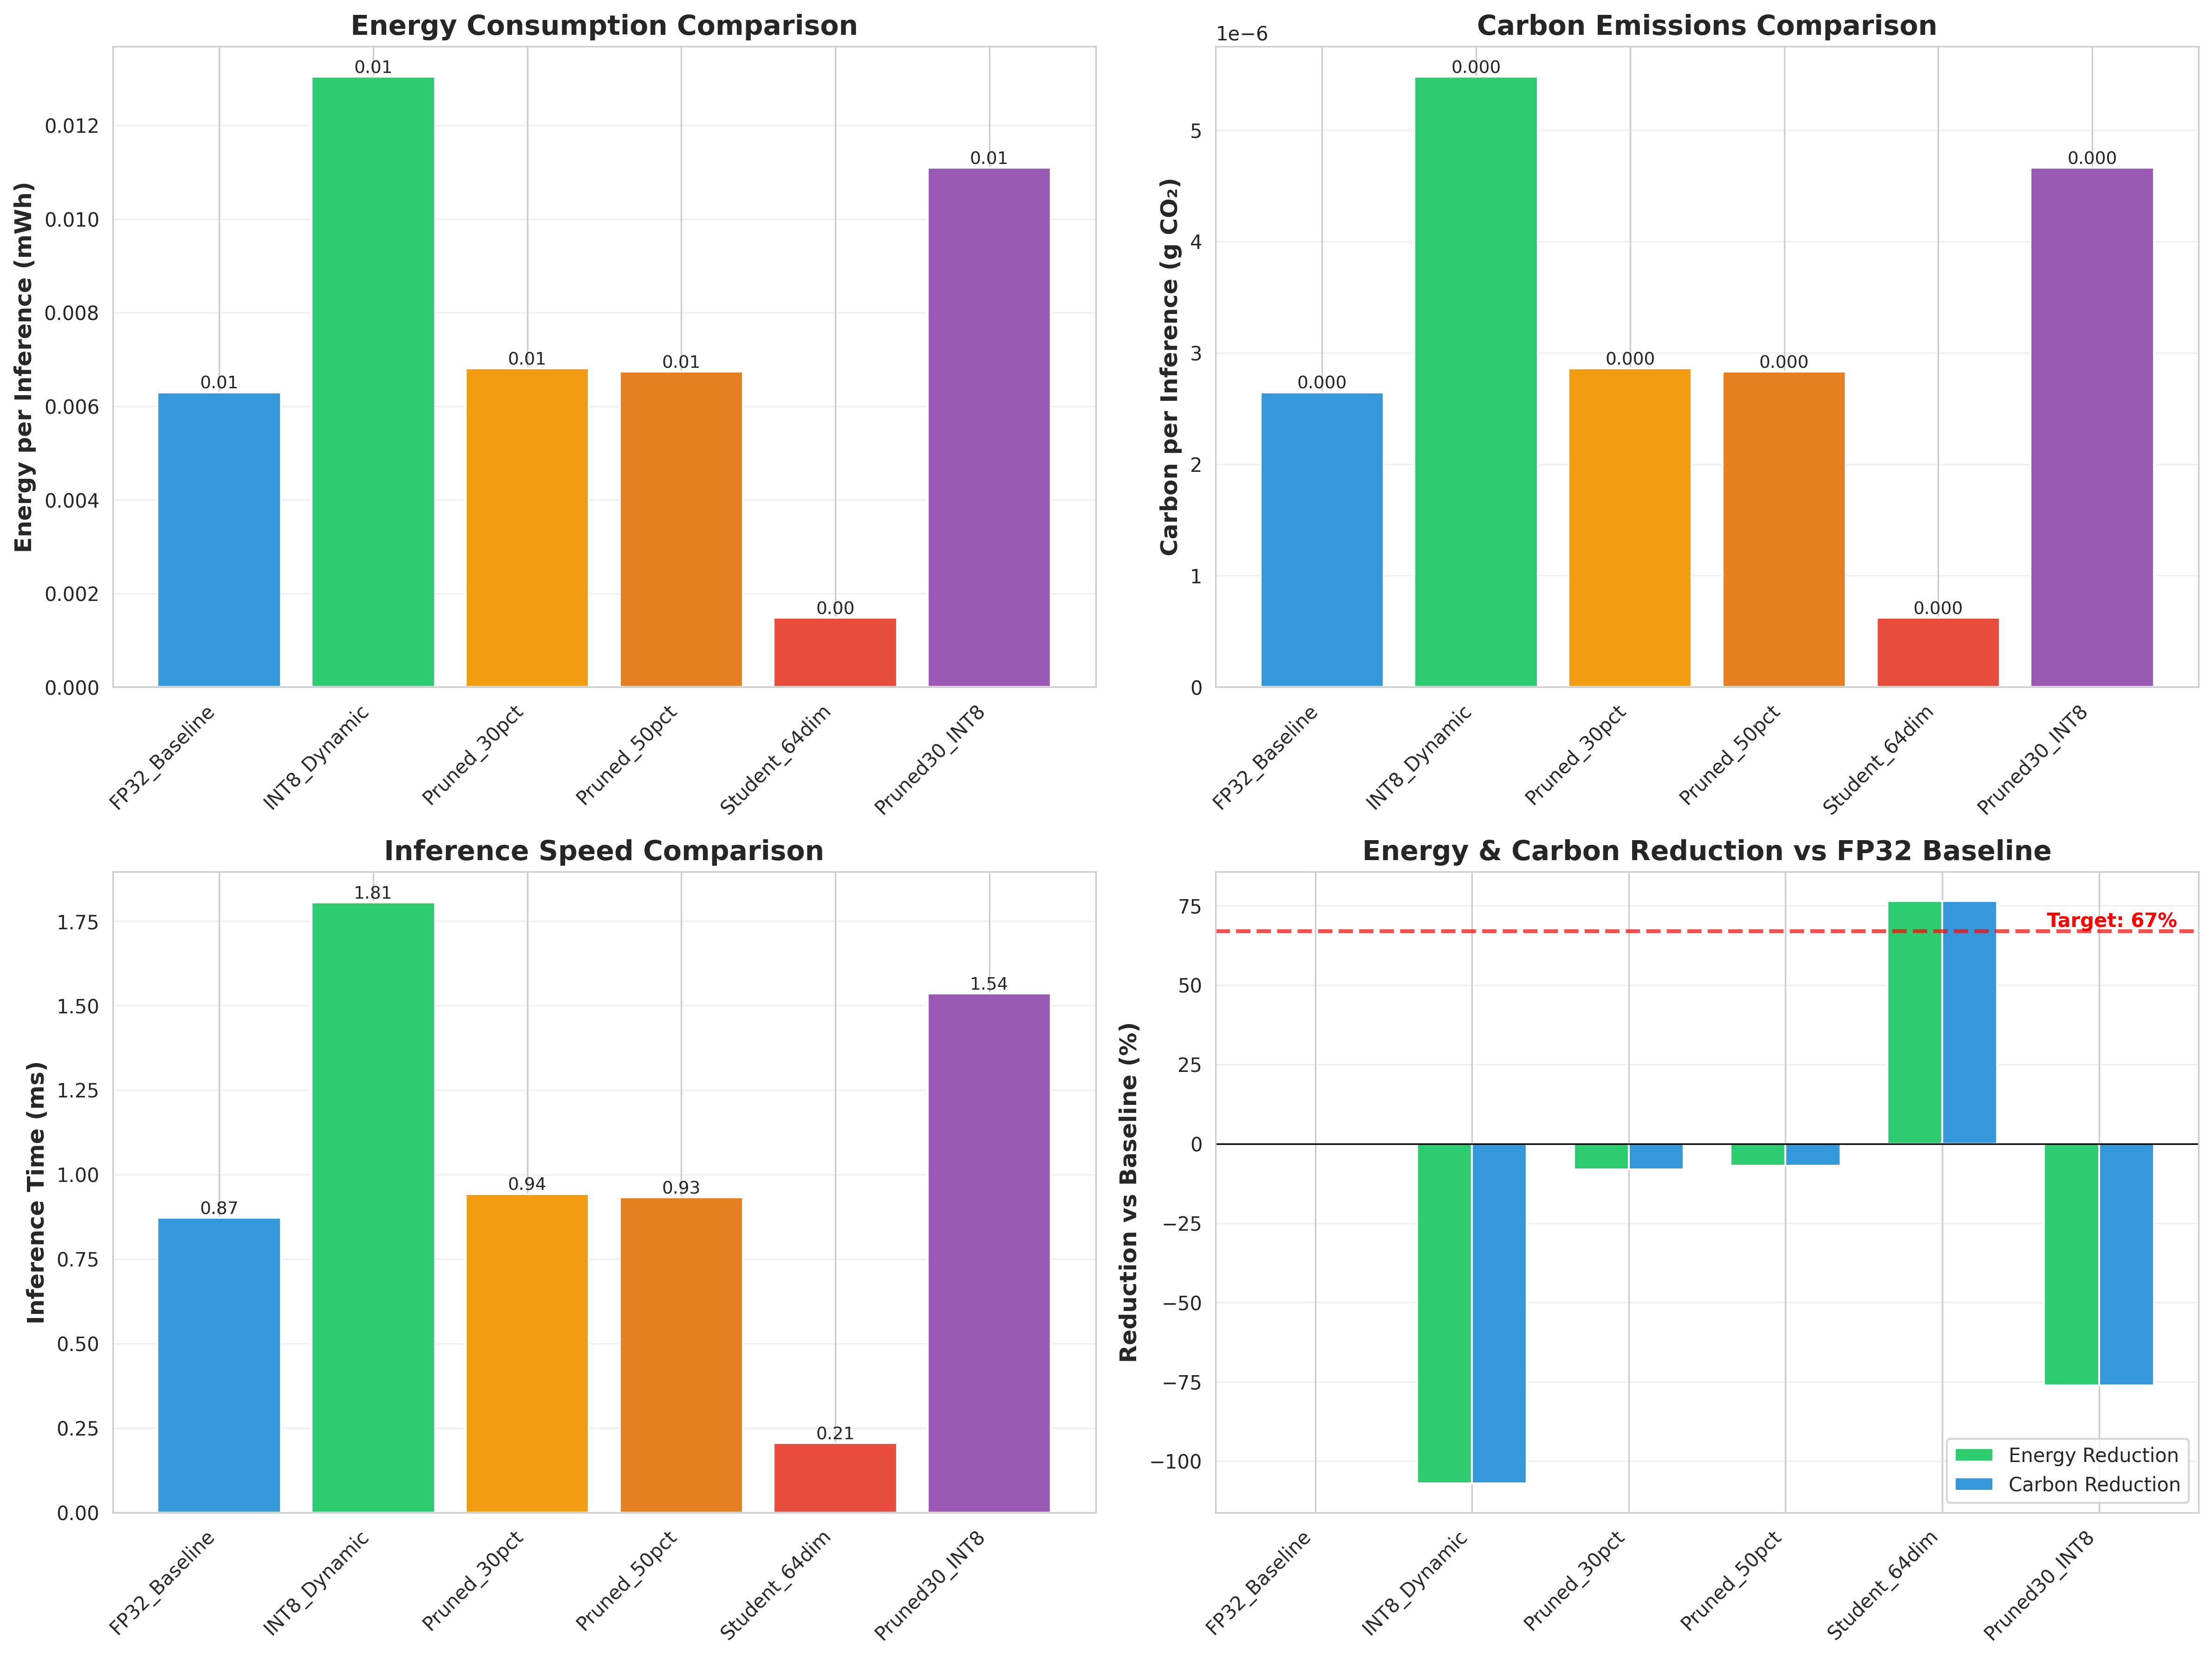 Energy Consumption Comparison
Energy per Inference (mWh)
0.012
0.010
0.008
0.006
0.004
0.002
0.000
0.01
0.01
0.01
0.01
0.00
0.01
FP32_Baseline
INT8_Dynamic
Pruned_30pct
Pruned_50pct
Student_64dim
Pruned30_INT8
Carbon Emissions Comparison
1e−6
Carbon per Inference (g CO₂)
5
4
3
2
1
0
0.000
0.000
0.000
0.000
0.000
0.000
FP32_Baseline
INT8_Dynamic
Pruned_30pct
Pruned_50pct
Student_64dim
Pruned30_INT8
Inference Speed Comparison
Inference Time (ms)
1.75
1.50
1.25
1.00
0.75
0.50
0.25
0.00
0.87
1.81
0.94
0.93
0.21
1.54
FP32_Baseline
INT8_Dynamic
Pruned_30pct
Pruned_50pct
Student_64dim
Pruned30_INT8
Energy & Carbon Reduction vs FP32 Baseline
Reduction vs Baseline (%)
75
50
25
0
−25
−50
−75
−100
Target: 67%
Energy Reduction
Carbon Reduction
FP32_Baseline
INT8_Dynamic
Pruned_30pct
Pruned_50pct
Student_64dim
Pruned30_INT8